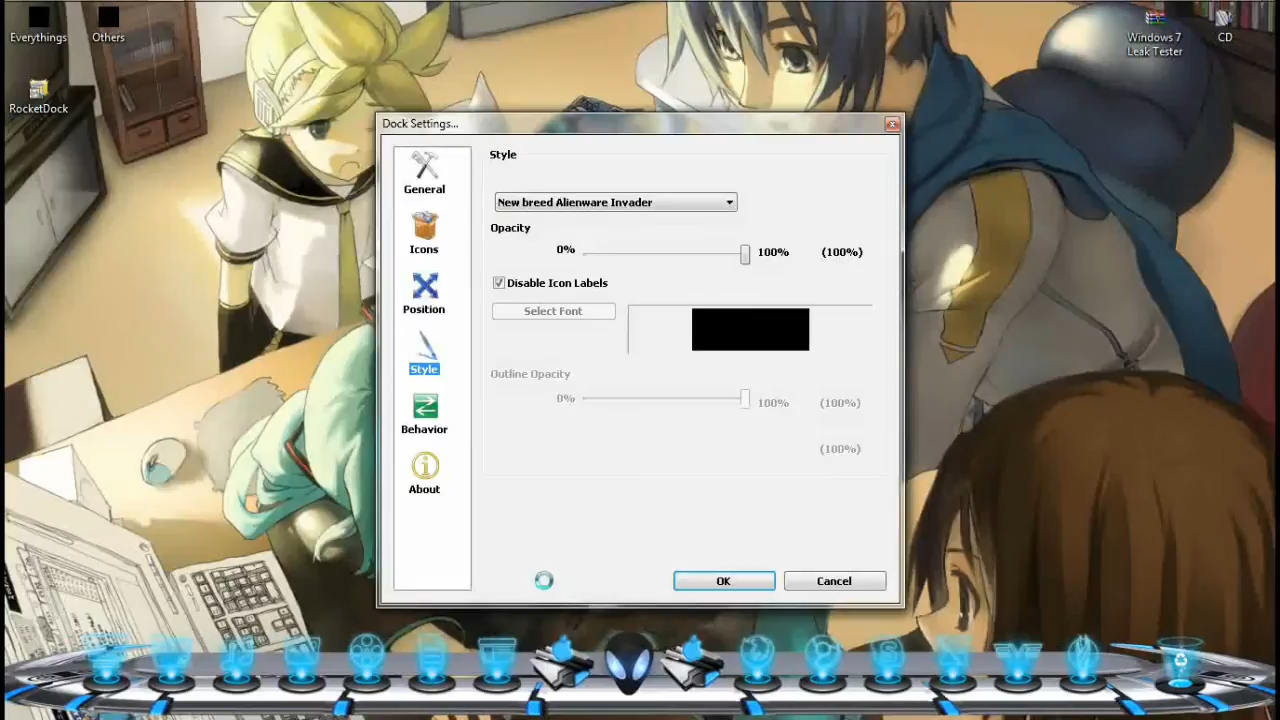 Everythings
Others
Windows 7
Leak Tester
CD
RocketDock
Dock Settings...
General
Icons
Position
Style
Behavior
About
Style
New breed Alienware Invader
Opacity
0%
100%
(100%)
Disable Icon Labels
Select Font
Outline Opacity
0%
100%
(100%)
(100%)
OK
Cancel